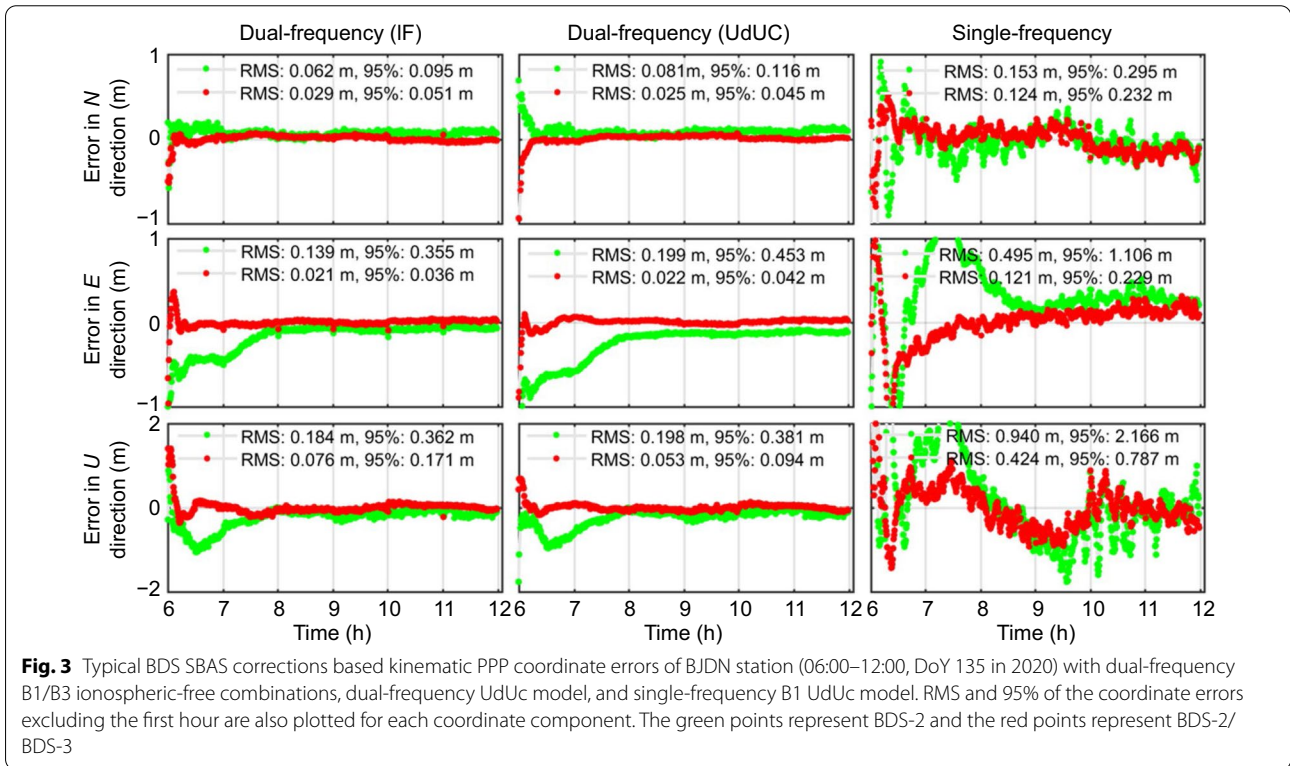 Dual-frequency (IF)
Dual-frequency (UdUC)
Single-frequency
Error in N direction (m)
1
0
−1
RMS: 0.062 m, 95%: 0.095 m
RMS: 0.029 m, 95%: 0.051 m
RMS: 0.081m, 95%: 0.116 m
RMS: 0.025 m, 95%: 0.045 m
RMS: 0.153 m, 95%: 0.295 m
RMS: 0.124 m, 95% 0.232 m
Error in E direction (m)
1
0
−1
RMS: 0.139 m, 95%: 0.355 m
RMS: 0.021 m, 95%: 0.036 m
RMS: 0.199 m, 95%: 0.453 m
RMS: 0.022 m, 95%: 0.042 m
RMS: 0.495 m, 95%: 1.106 m
RMS: 0.121 m, 95%: 0.229 m
Error in U direction (m)
2
0
−2
RMS: 0.184 m, 95%: 0.362 m
RMS: 0.076 m, 95%: 0.171 m
RMS: 0.198 m, 95%: 0.381 m
RMS: 0.053 m, 95%: 0.094 m
RMS: 0.940 m, 95%: 2.166 m
RMS: 0.424 m, 95%: 0.787 m
6 7 8 9 10 11 12
6 7 8 9 10 11 12
6 7 8 9 10 11 12
Time (h)
Time (h)
Time (h)
Fig. 3 Typical BDS SBAS corrections based kinematic PPP coordinate errors of BJDN station (06:00–12:00, DoY 135 in 2020) with dual-frequency
B1/B3 ionospheric-free combinations, dual-frequency UdUc model, and single-frequency B1 UdUc model. RMS and 95% of the coordinate errors
excluding the first hour are also plotted for each coordinate component. The green points represent BDS-2 and the red points represent BDS-2/
BDS-3